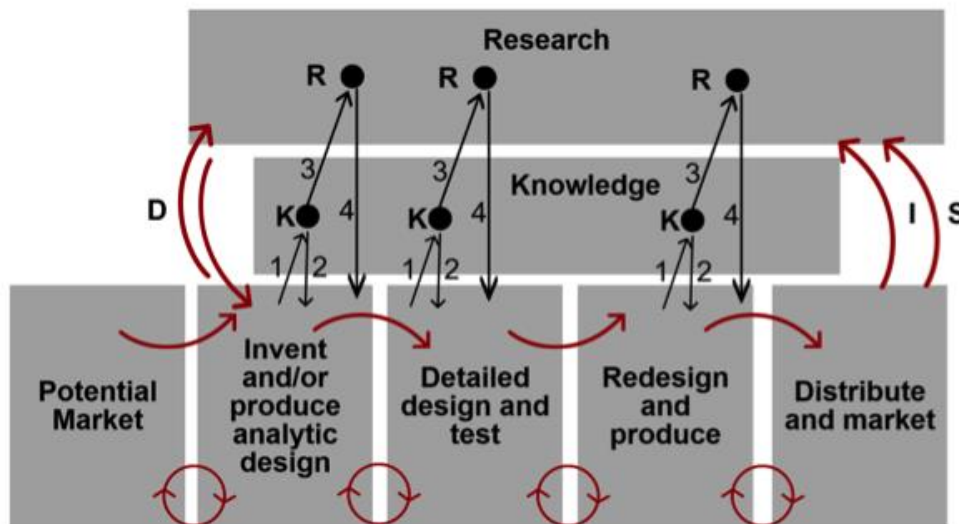 Research
R
R
R
3
3
3
Knowledge
D
K
4
K
4
K
4
I
S
1
2
1
2
1
2
Potential
Market
Invent
and/or
produce
analytic
design
Detailed
design and
test
Redesign
and
produce
Distribute
and market